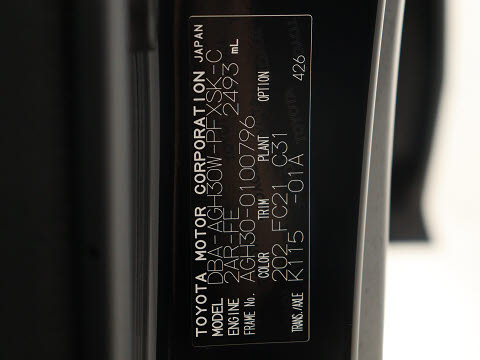 TOYOTA MOTOR CORPORATION JAPAN
MODEL DBA-AGH30W-PFXSK-C
ENGINE 2AR-FE 2493 mL
FRAME No. AGH30-0100796
COLOR TRIM PLANT OPTION
202 FC21 C31
TRANS./AXLE K115 -01A 426